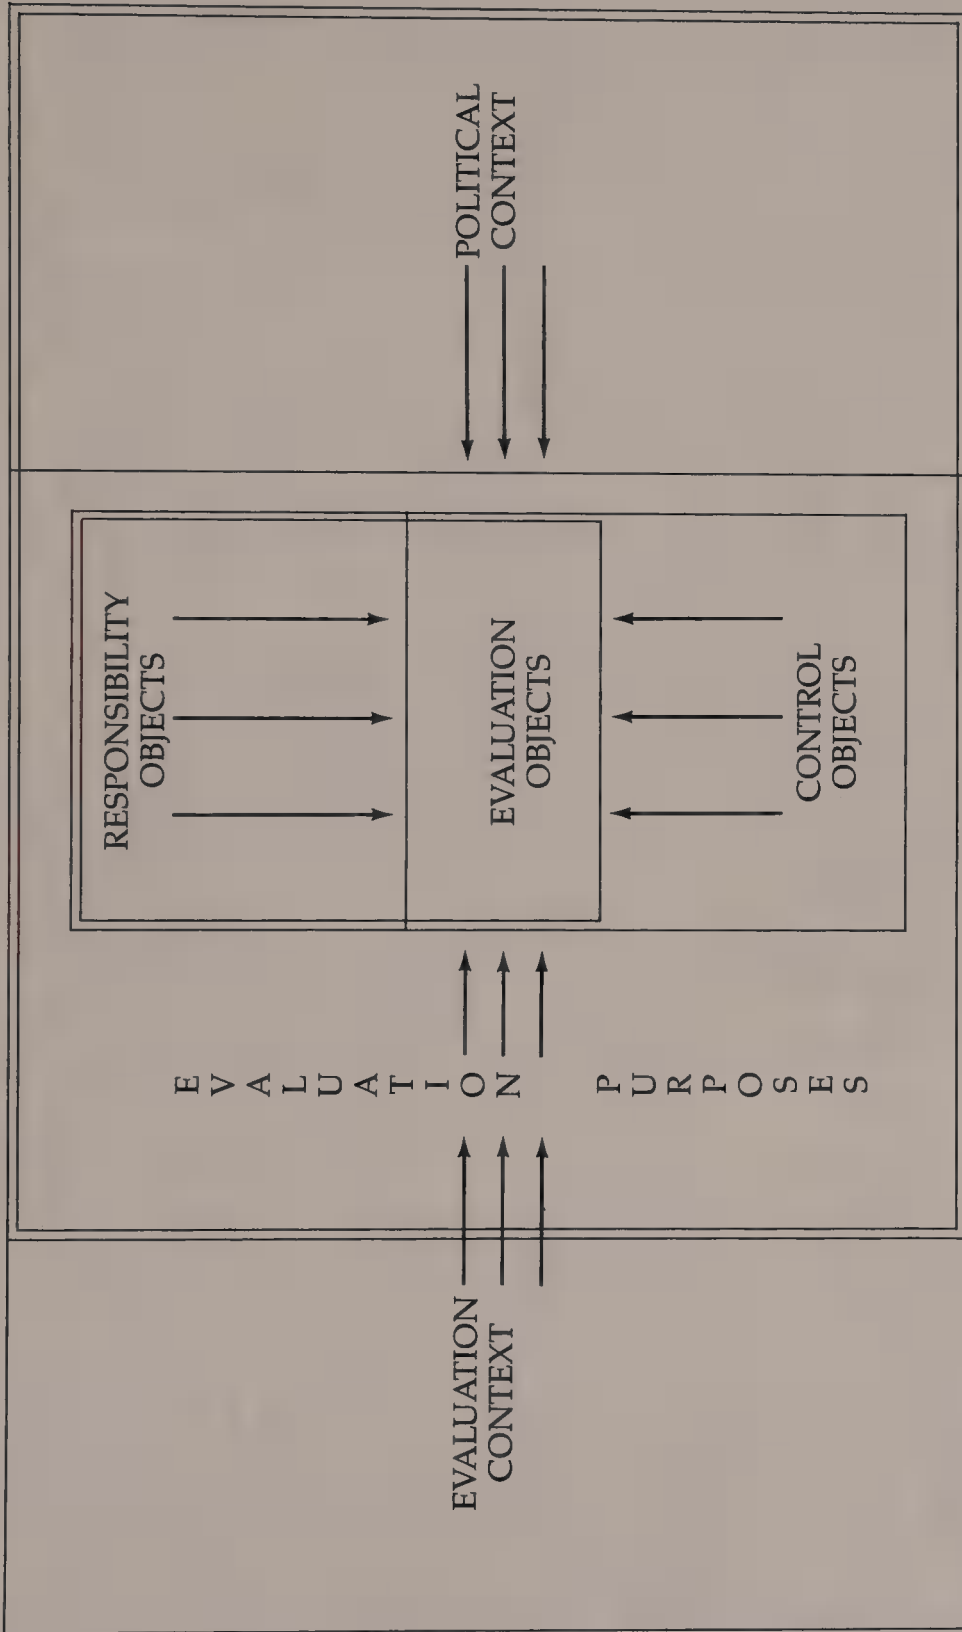 EVALUATION
CONTEXT
EVALUATION
PURPOSES
RESPONSIBILITY
OBJECTS
EVALUATION
OBJECTS
CONTROL
OBJECTS
POLITICAL
CONTEXT